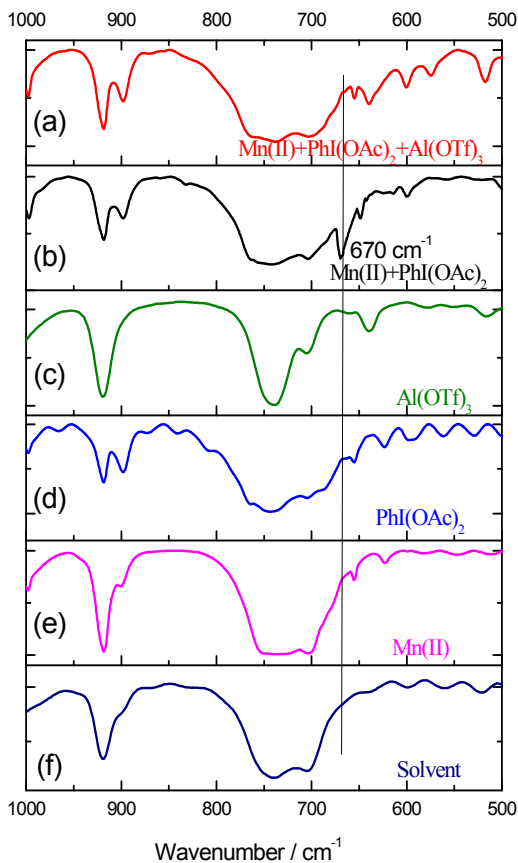 1000 900 800 700 600 500
(a)
Mn(II)+PhI(OAc)₂+Al(OTf)₃
(b)
670 cm⁻¹
Mn(II)+PhI(OAc)₂
(c)
Al(OTf)₃
(d)
PhI(OAc)₂
(e)
Mn(II)
(f)
Solvent
1000 900 800 700 600 500
Wavenumber / cm⁻¹